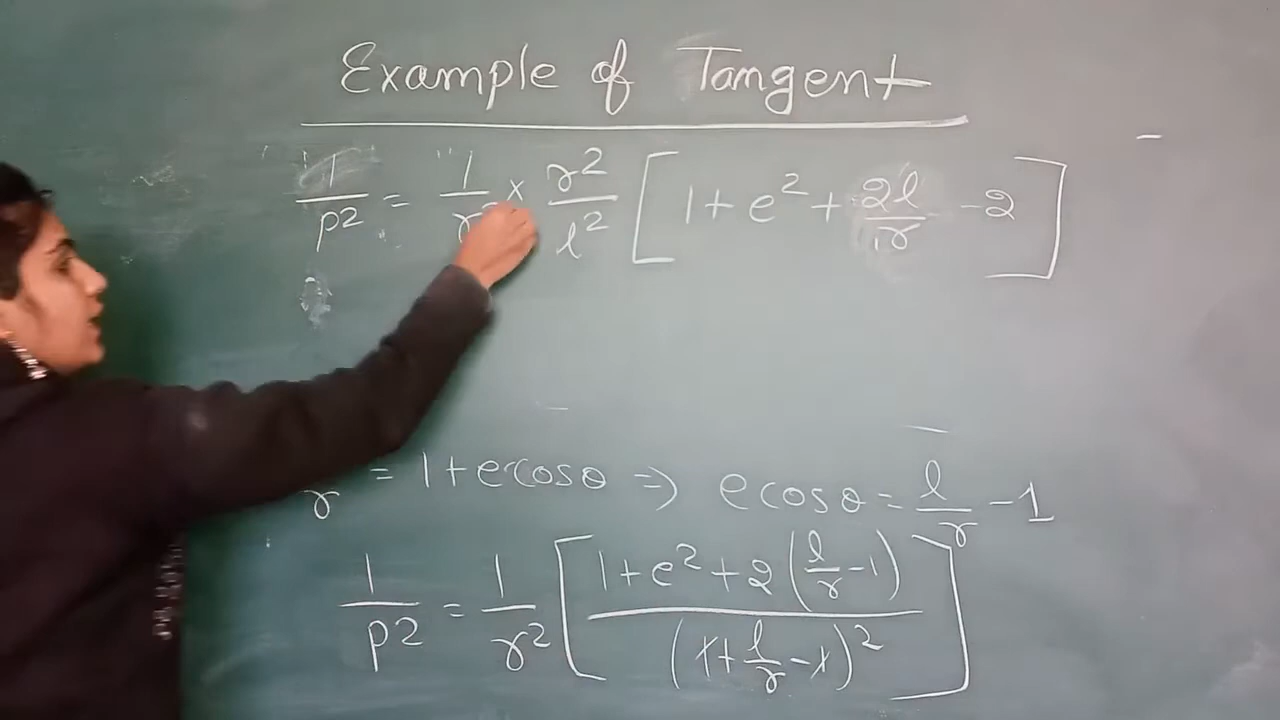 Example of Tangent
1/p2 = 1/r2 × r2/l2 [1+e2+2l/r-2]
l/r = 1+ecosθ ⇒ ecosθ = l/r - 1
1/p2 = 1/r2 [1+e2+2(l/r-1) / (1+l/r-1)2]